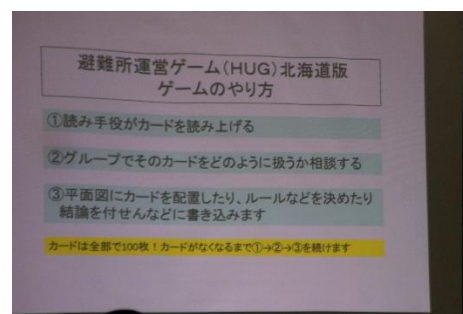 避難所運営ゲーム(HUG)北海道版
ゲームのやり方
①読み手役がカードを読み上げる
②グループでそのカードをどのように扱うか相談する
③平面図にカードを配置したり、ルールなどを決めたり
結論を付せんなどに書き込みます
カードは全部で100枚！カードがなくなるまで①→②→③を続けます